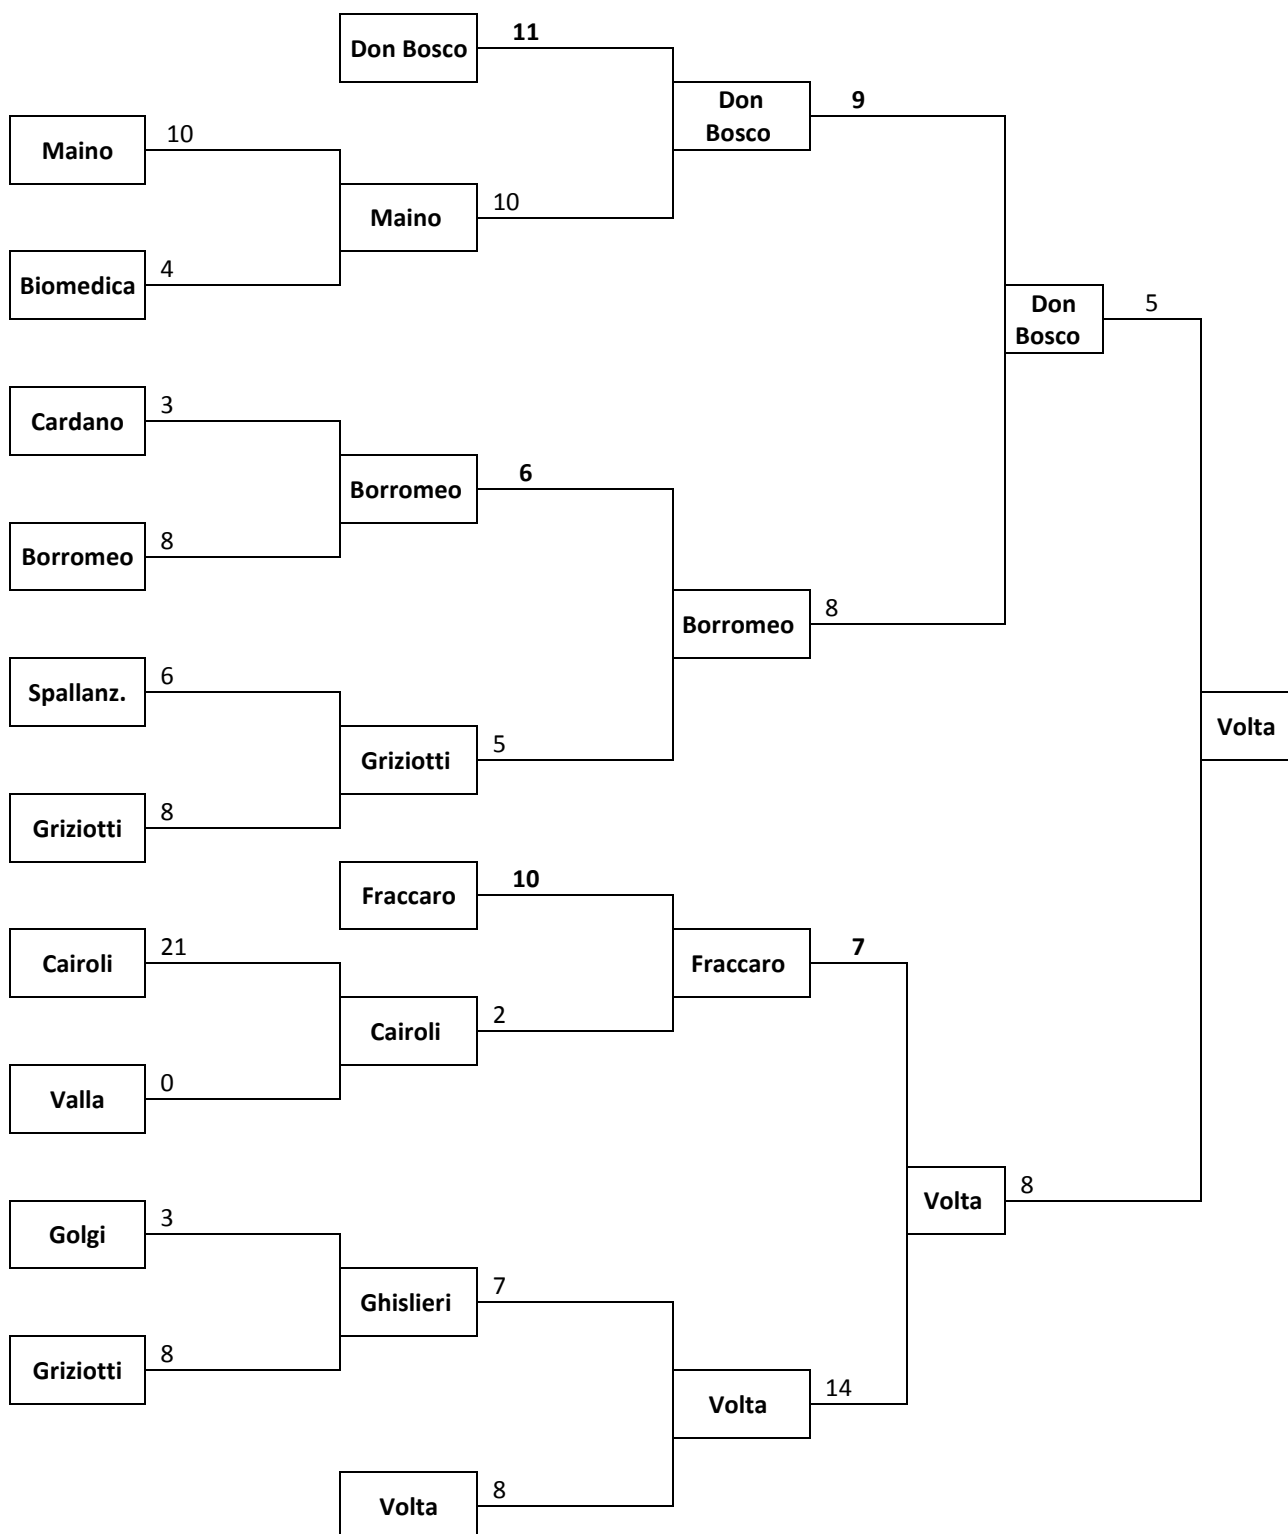 Don Bosco
11
Don
Bosco
9
Maino
10
Maino
10
Biomedica
4
Don
Bosco
5
Cardano
3
Borromeo
6
Borromeo
8
Borromeo
8
Spallanz.
6
Volta
Griziotti
5
Griziotti
8
Fraccaro
10
Cairoli
21
Fraccaro
7
Cairoli
2
Valla
0
Volta
8
Golgi
3
Ghislieri
7
Griziotti
8
Volta
14
Volta
8